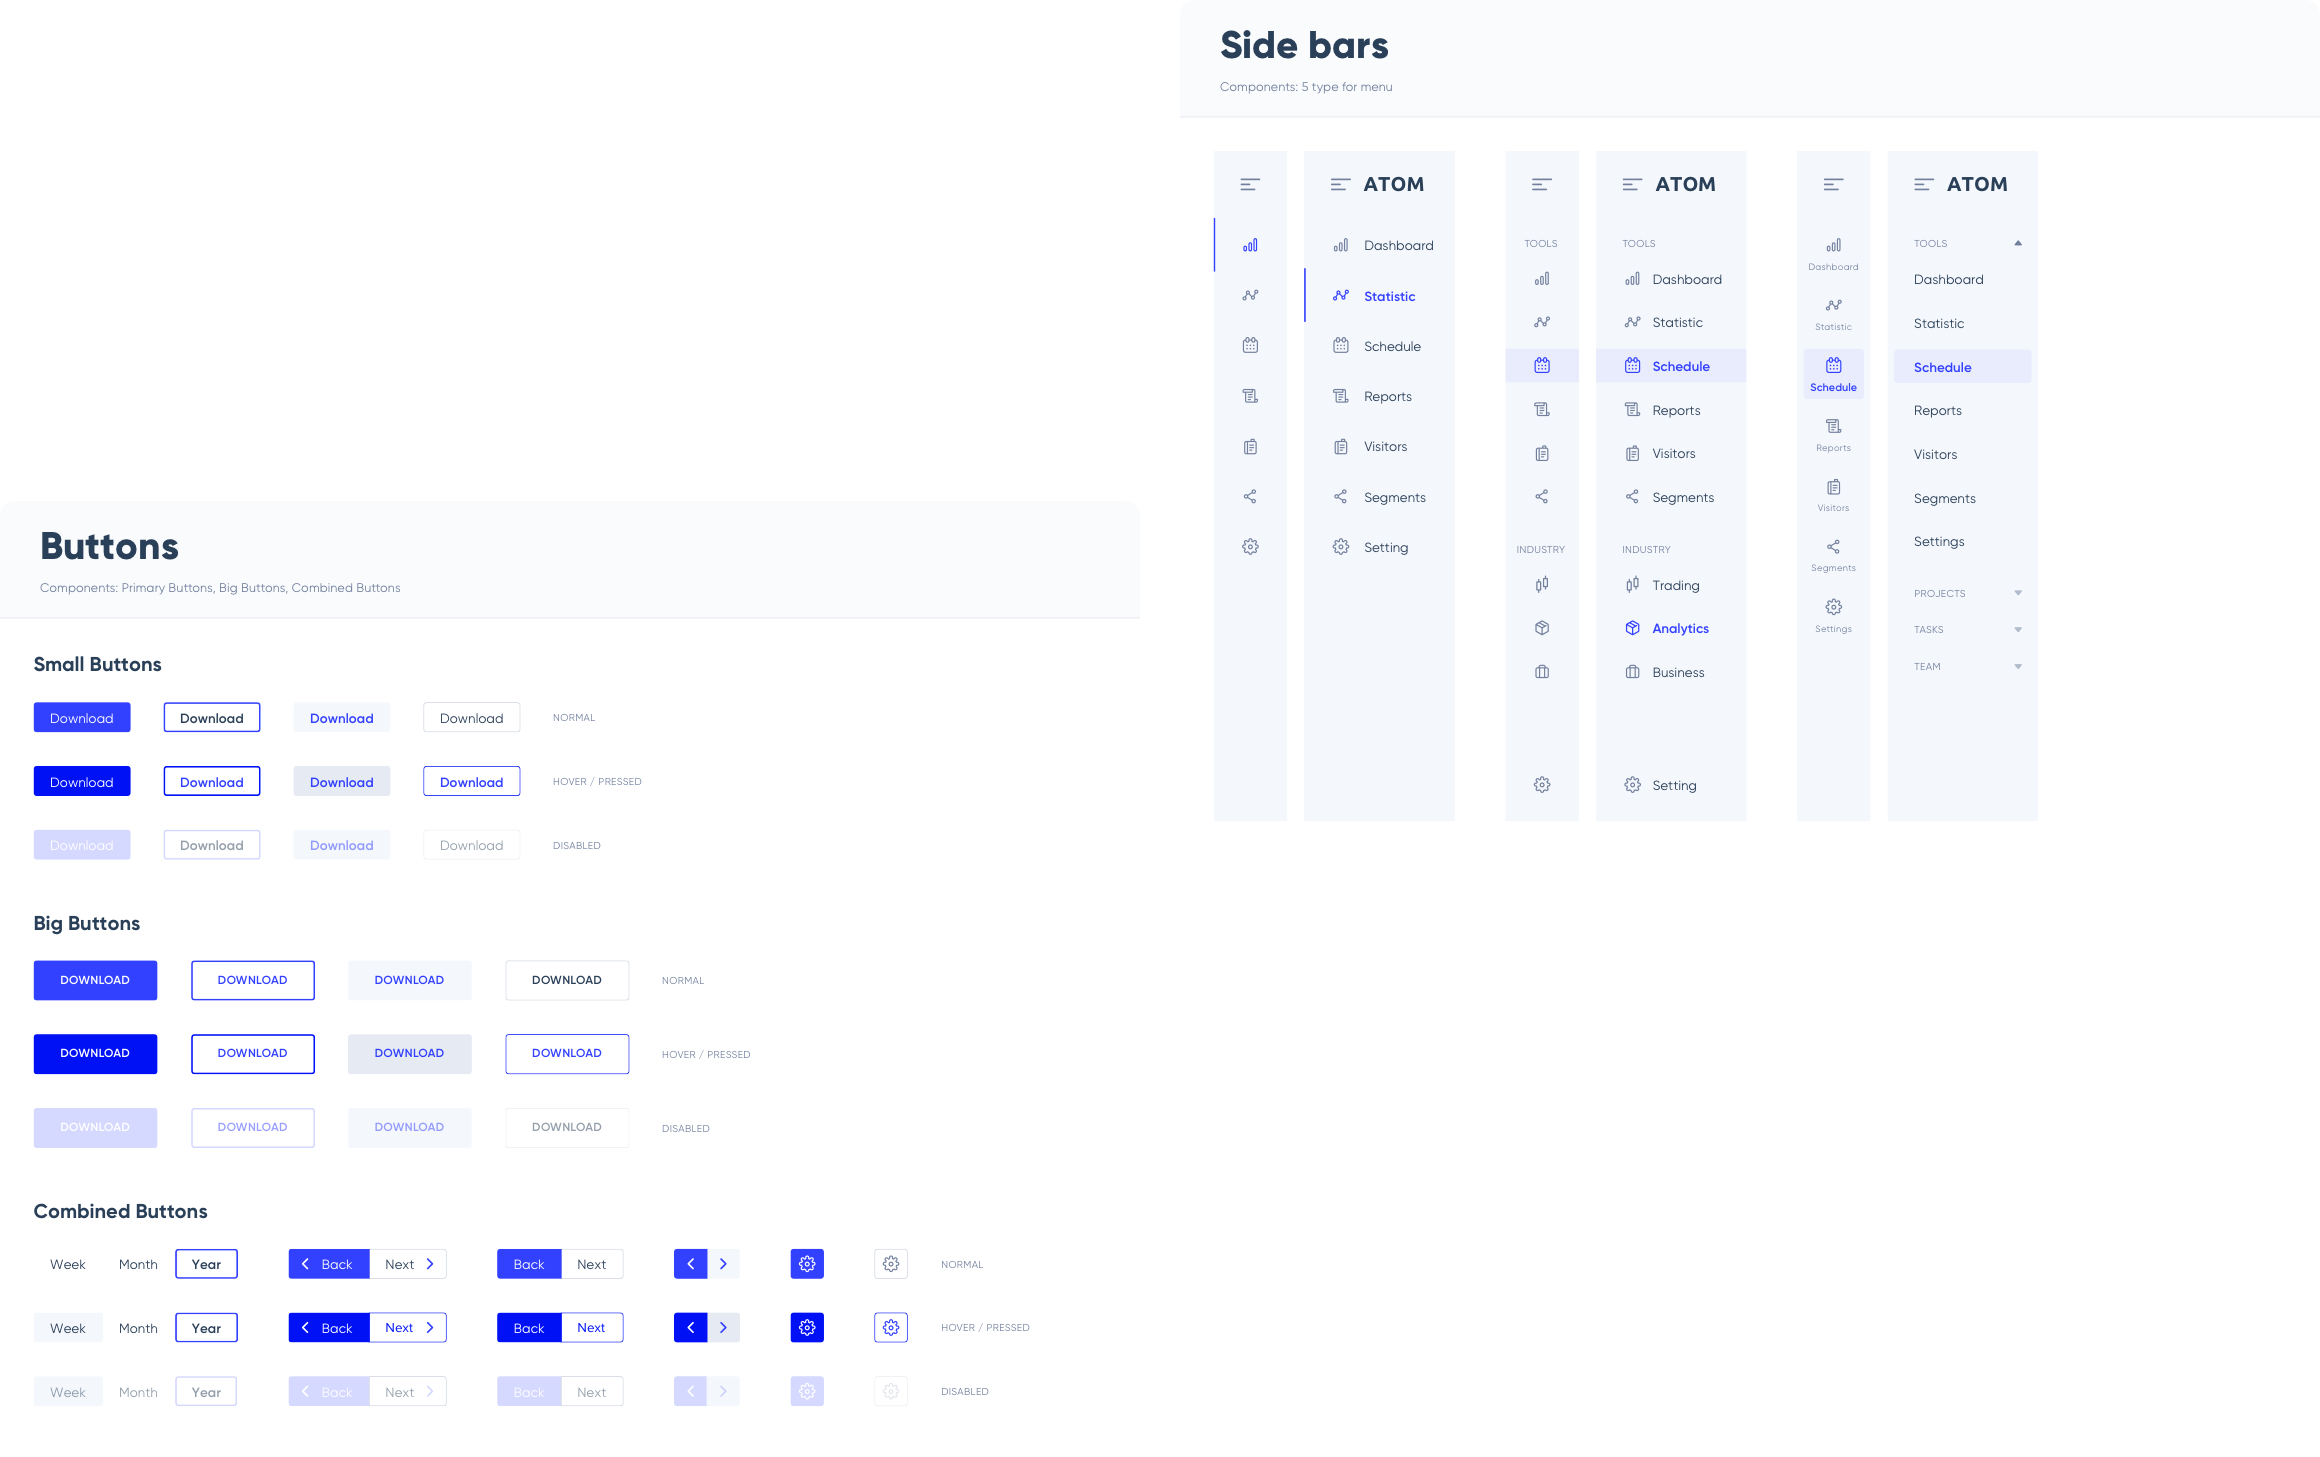 Side bars
Components: 5 type for menu
ATOM
Dashboard
Statistic
Schedule
Reports
Visitors
Segments
Setting
TOOLS
INDUSTRY
ATOM
TOOLS
Dashboard
Statistic
Schedule
Reports
Visitors
Segments
INDUSTRY
Trading
Analytics
Business
Setting
Dashboard
Statistic
Schedule
Reports
Visitors
Segments
Settings
ATOM
TOOLS
Dashboard
Statistic
Schedule
Reports
Visitors
Segments
Settings
PROJECTS
TASKS
TEAM
Buttons
Components: Primary Buttons, Big Buttons, Combined Buttons
Small Buttons
Download Download Download Download NORMAL
Download Download Download Download HOVER / PRESSED
Download Download Download Download DISABLED
Big Buttons
DOWNLOAD DOWNLOAD DOWNLOAD DOWNLOAD NORMAL
DOWNLOAD DOWNLOAD DOWNLOAD DOWNLOAD HOVER / PRESSED
DOWNLOAD DOWNLOAD DOWNLOAD DOWNLOAD DISABLED
Combined Buttons
Week Month Year Back Next Back Next NORMAL
Week Month Year Back Next Back Next HOVER / PRESSED
Week Month Year Back Next Back Next DISABLED